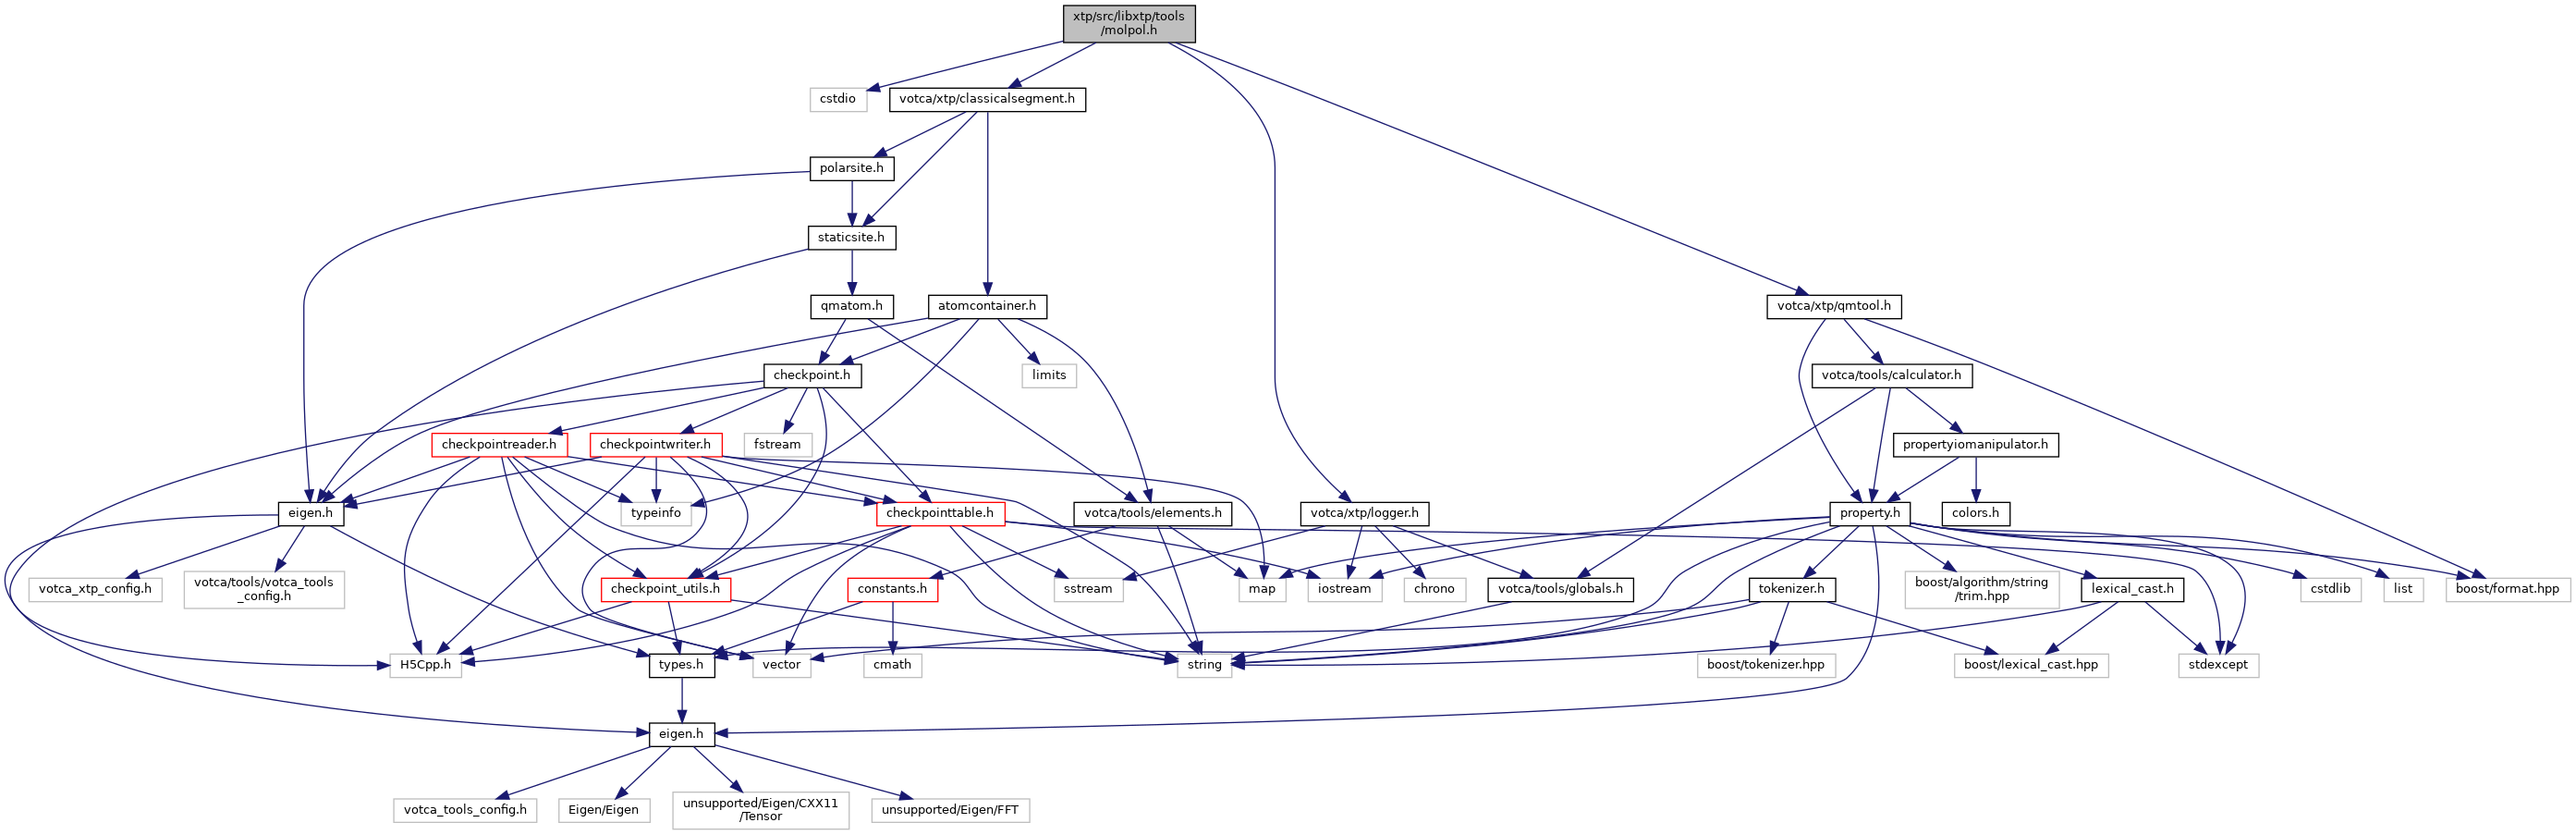 xtp/src/libxtp/tools
/molpol.h
cstdio
votca/xtp/classicalsegment.h
polarsite.h
staticsite.h
qmatom.h
atomcontainer.h
votca/xtp/qmtool.h
checkpoint.h
limits
votca/tools/calculator.h
checkpointreader.h
checkpointwriter.h
fstream
propertyiomanipulator.h
eigen.h
typeinfo
checkpointtable.h
votca/tools/elements.h
votca/xtp/logger.h
property.h
colors.h
votca_xtp_config.h
votca/tools/votca_tools
_config.h
checkpoint_utils.h
constants.h
sstream
map
iostream
chrono
votca/tools/globals.h
tokenizer.h
boost/algorithm/string
/trim.hpp
lexical_cast.h
cstdlib
list
boost/format.hpp
H5Cpp.h
types.h
vector
cmath
string
boost/tokenizer.hpp
boost/lexical_cast.hpp
stdexcept
eigen.h
votca_tools_config.h
Eigen/Eigen
unsupported/Eigen/CXX11
/Tensor
unsupported/Eigen/FFT